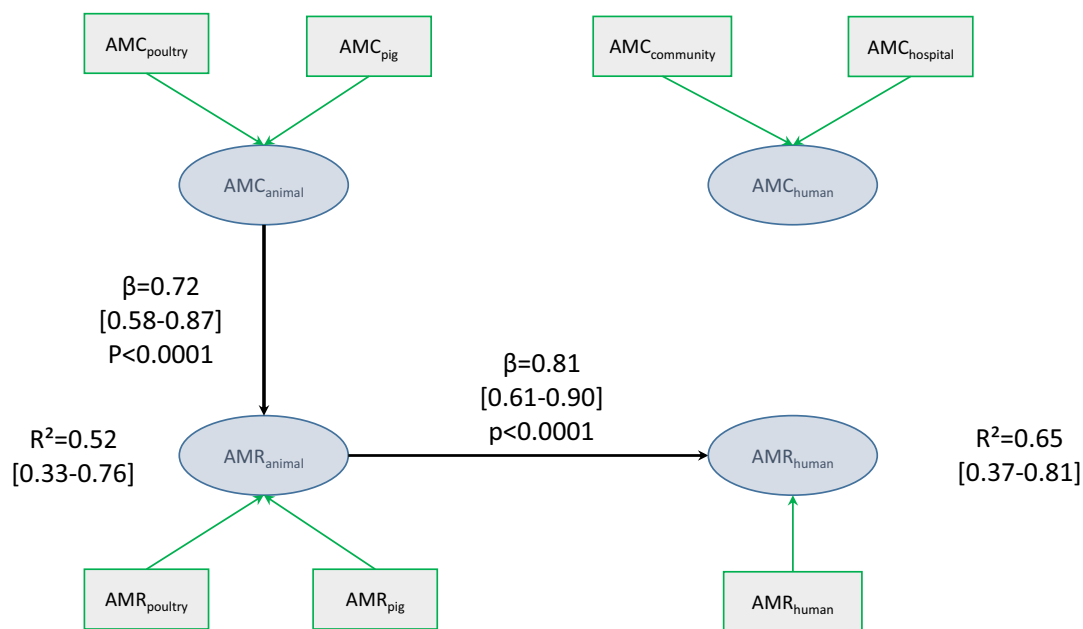 AMCpoultry
AMCpig
AMCcommunity
AMChospital
AMCanimal
AMChuman
β=0.72
[0.58-0.87]
P<0.0001
β=0.81
[0.61-0.90]
p<0.0001
R²=0.52
[0.33-0.76]
AMRanimal
AMRhuman
R²=0.65
[0.37-0.81]
AMRpoultry
AMRpig
AMRhuman